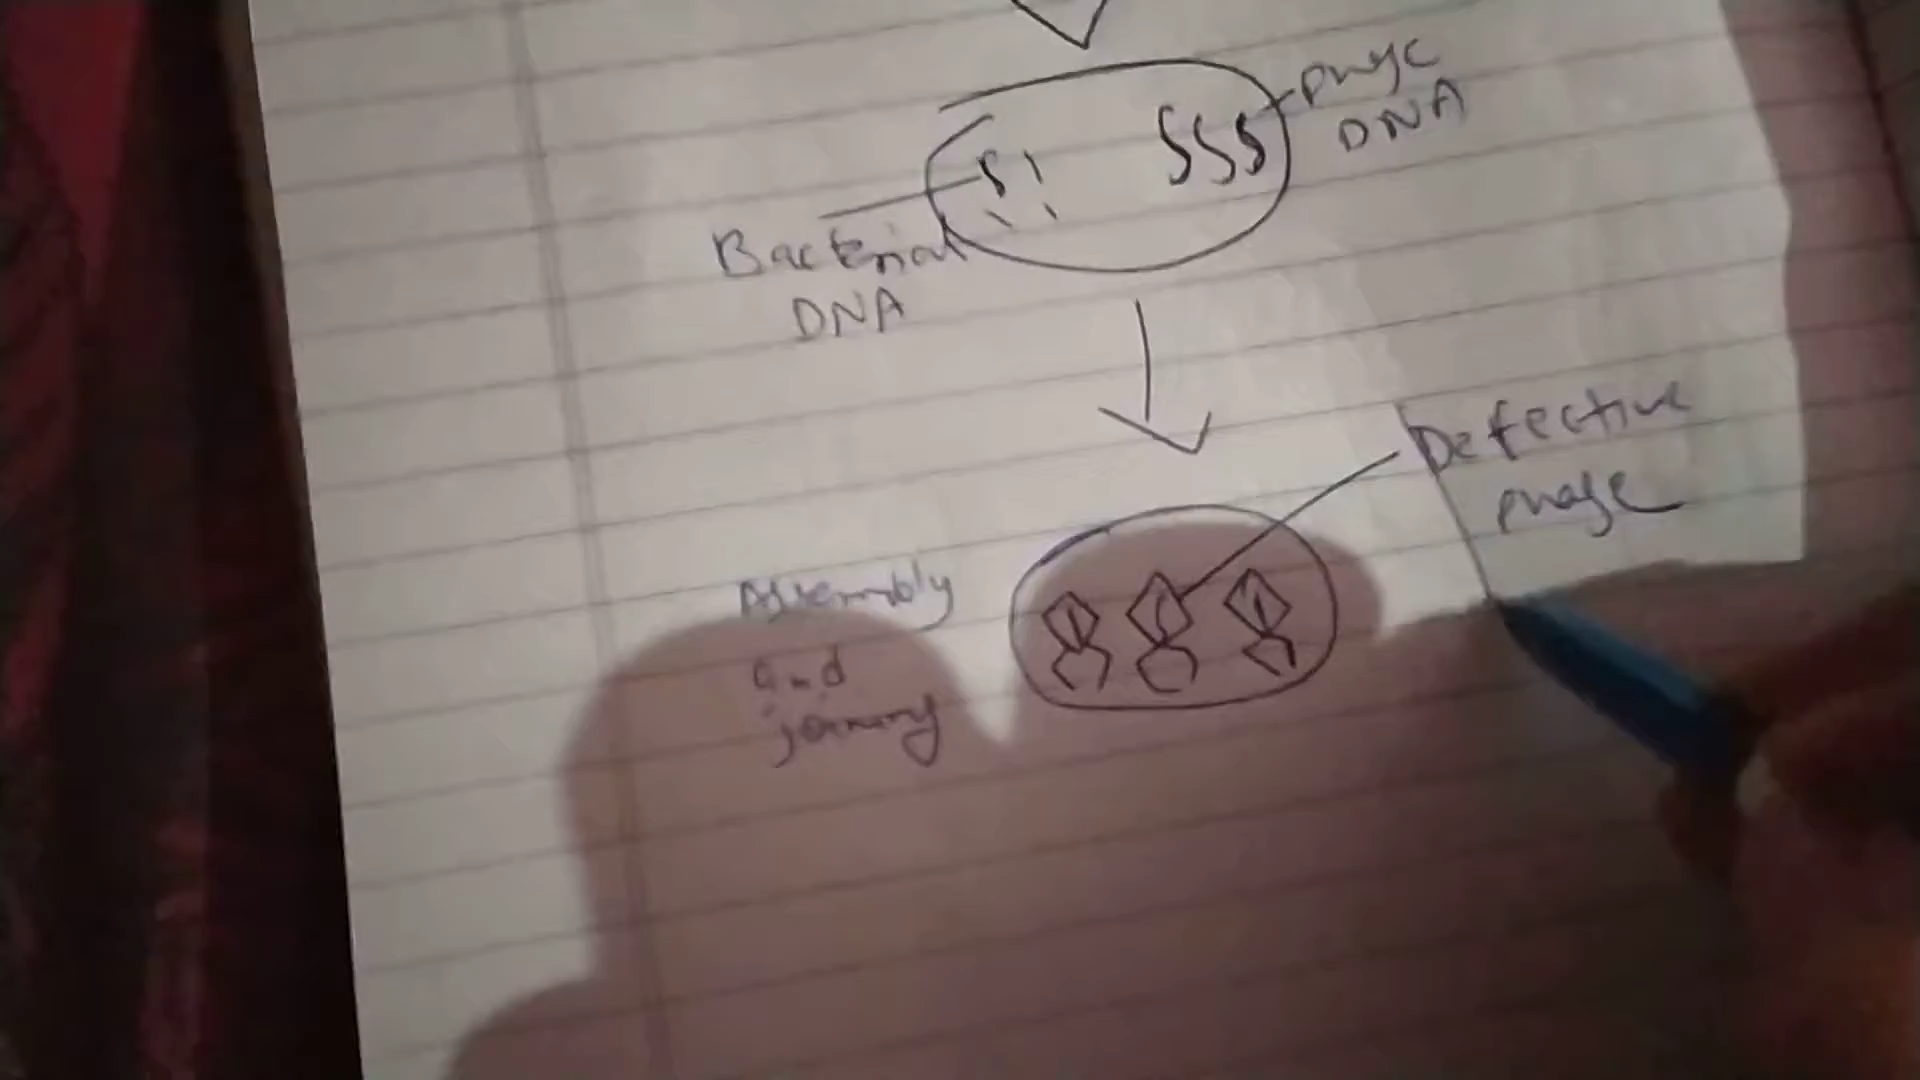 phage
DNA
Bacterial
DNA
Defective
phage
Assembly
and
joining